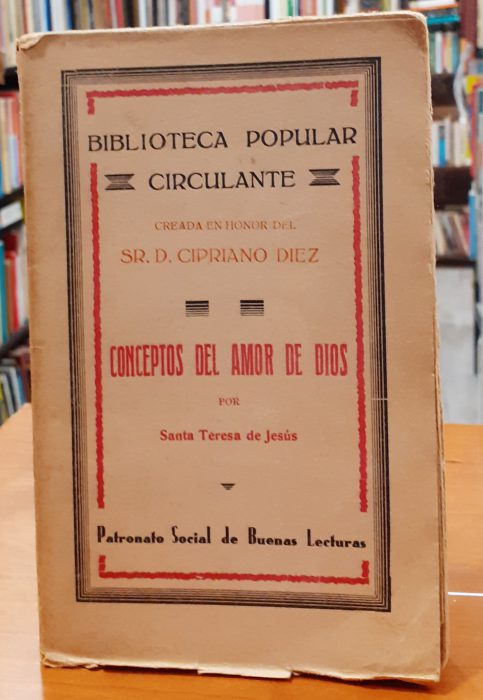 BIBLIOTECA POPULAR
CIRCULANTE
CREADA EN HONOR DEL
SR. D. CIPRIANO DIEZ
CONCEPTOS DEL AMOR DE DIOS
POR
Santa Teresa de Jesús
Patronato Social de Buenas Lecturas